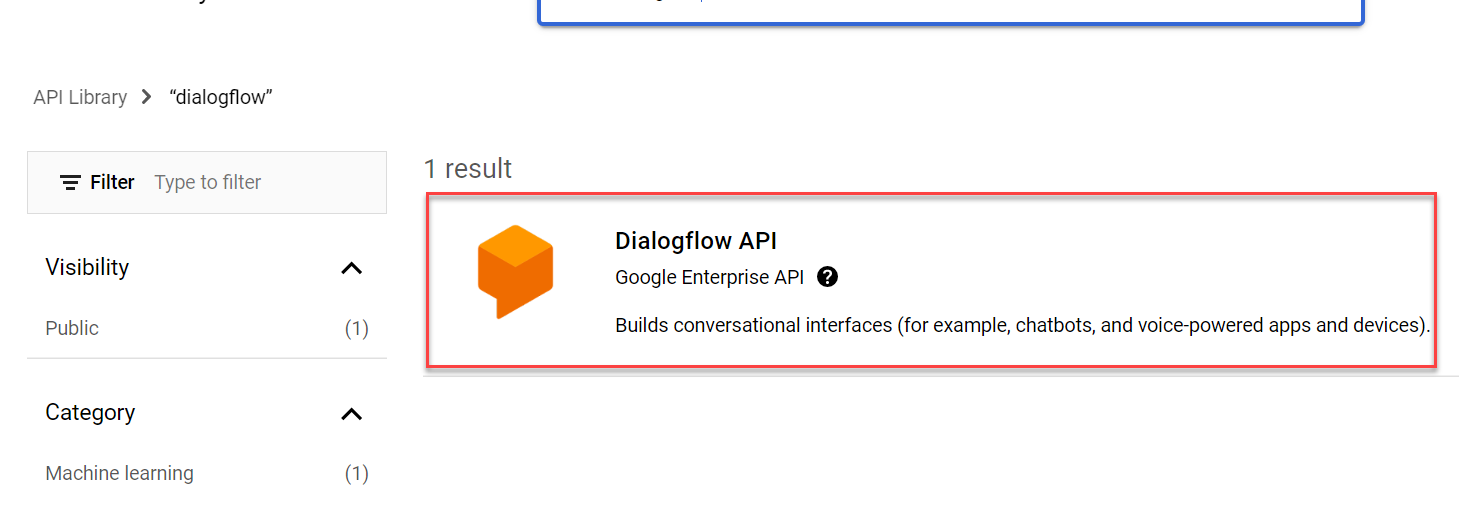 API Library > “dialogflow”
Filter Type to filter
1 result
Visibility
Public (1)
Category
Machine learning (1)
Dialogflow API
Google Enterprise API ?
Builds conversational interfaces (for example, chatbots, and voice-powered apps and devices).